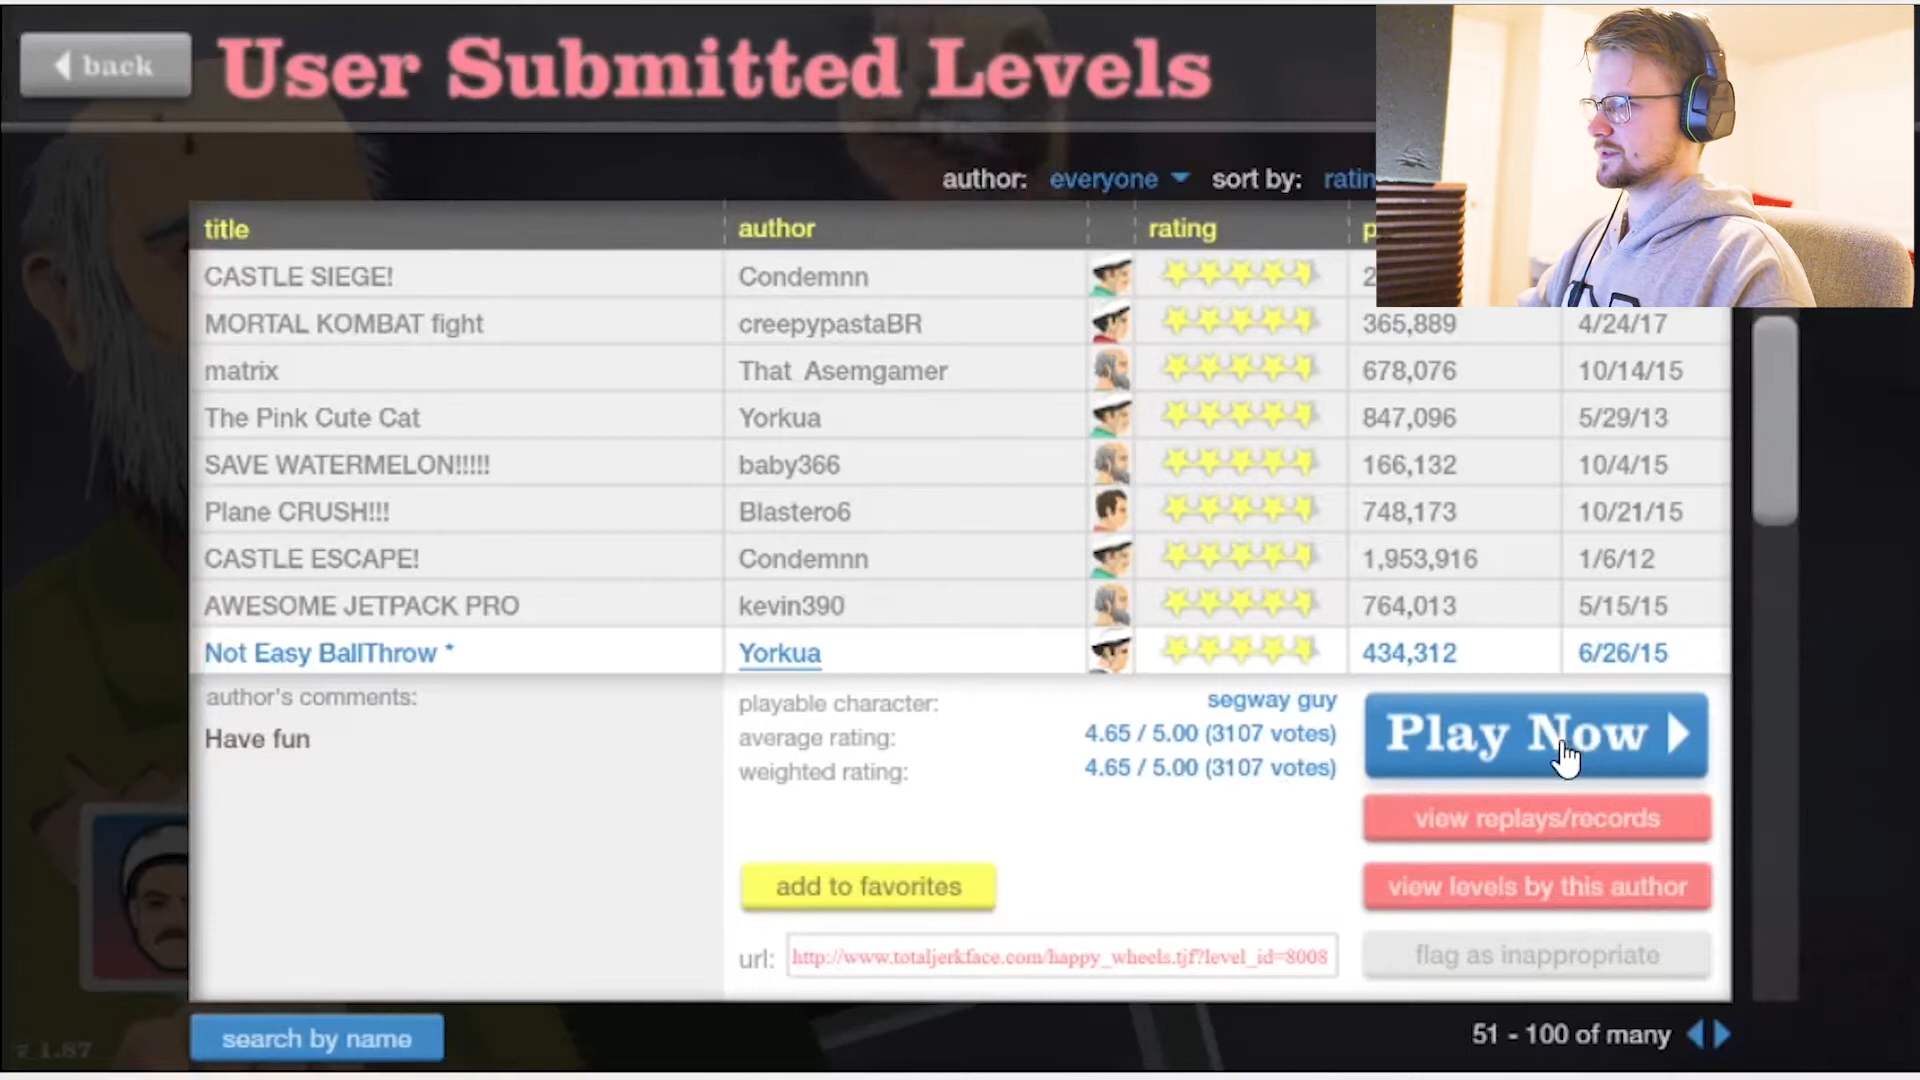 back
User Submitted Levels
author: everyone sort by:
title author rating
CASTLE SIEGE! Condemnn
MORTAL KOMBAT fight creepypastaBR 365,889 4/24/17
matrix That Asemgamer 678,076 10/14/15
The Pink Cute Cat Yorkua 847,096 5/29/13
SAVE WATERMELON!!!!! baby366 166,132 10/4/15
Plane CRUSH!!! Blastero6 748,173 10/21/15
CASTLE ESCAPE! Condemnn 1,953,916 1/6/12
AWESOME JETPACK PRO kevin390 764,013 5/15/15
Not Easy BallThrow * Yorkua 434,312 6/26/15
author's comments:
Have fun
playable character: segway guy
average rating: 4.65 / 5.00 (3107 votes)
weighted rating: 4.65 / 5.00 (3107 votes)
Play Now
view replays/records
add to favorites
view levels by this author
url: http://www.totaljerkface.com/happy_wheels.tjf?level_id=8008
flag as inappropriate
search by name
51 - 100 of many
v 1.87